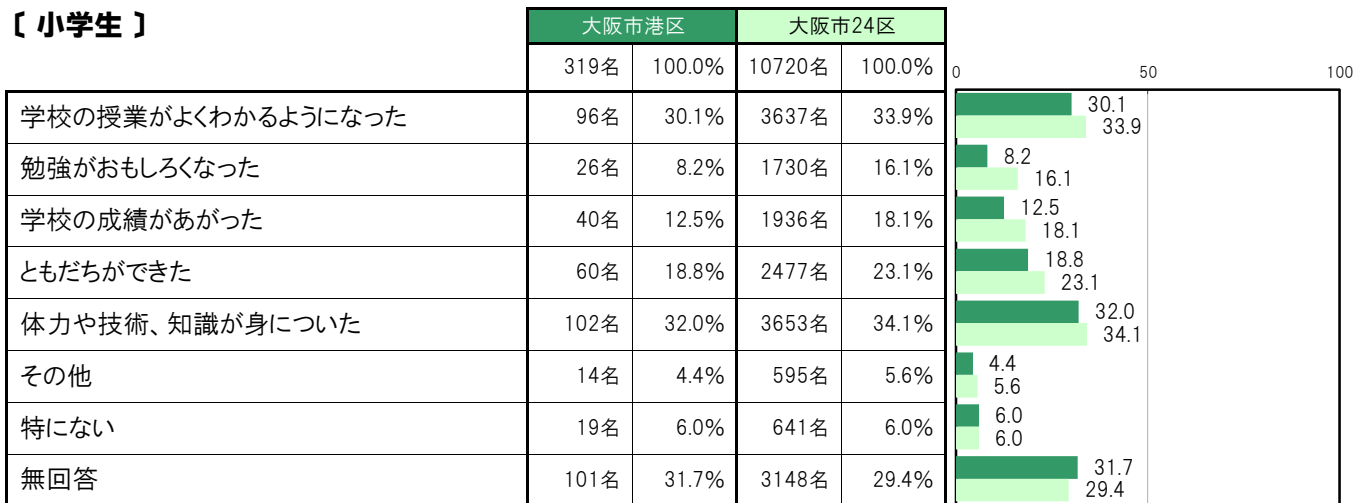 〔 小学生 〕
大阪市港区 大阪市24区
319名 100.0% 10720名 100.0% 0 50 100
学校の授業がよくわかるようになった 96名 30.1% 3637名 33.9% 30.1 33.9
勉強がおもしろくなった 26名 8.2% 1730名 16.1% 8.2 16.1
学校の成績があがった 40名 12.5% 1936名 18.1% 12.5 18.1
ともだちができた 60名 18.8% 2477名 23.1% 18.8 23.1
体力や技術、知識が身についた 102名 32.0% 3653名 34.1% 32.0 34.1
その他 14名 4.4% 595名 5.6% 4.4 5.6
特にない 19名 6.0% 641名 6.0% 6.0 6.0
無回答 101名 31.7% 3148名 29.4% 31.7 29.4